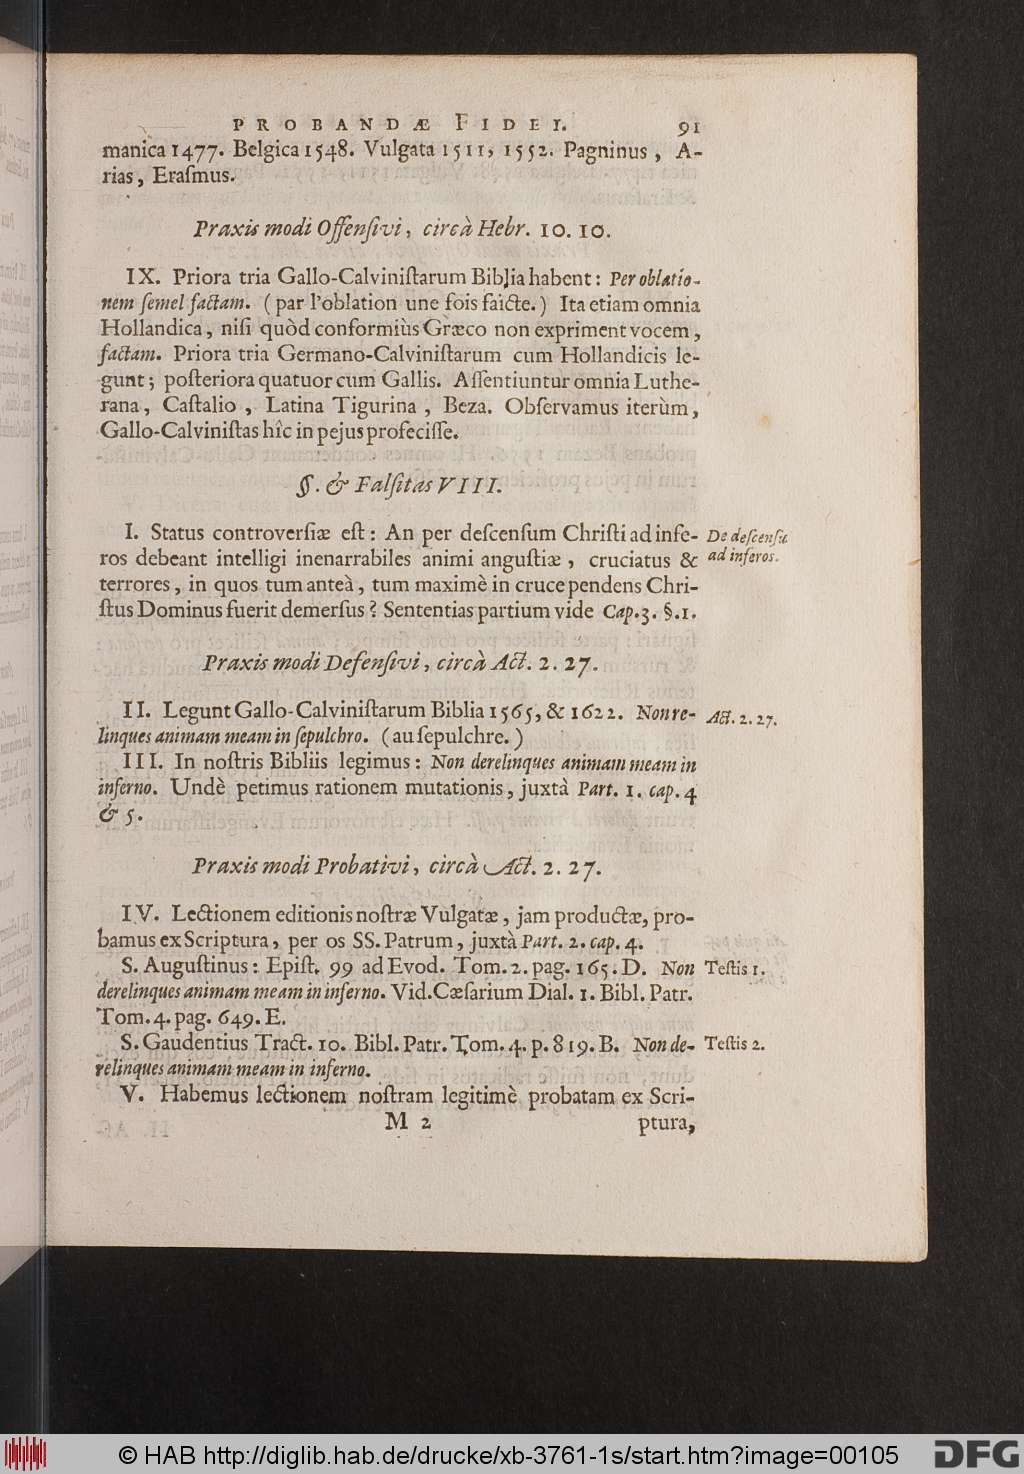 PROBANDÆ FIDEI. 91
manica 1477. Belgica 1548. Vulgata 1511, 1552. Pagninus, A-
rias, Eraſmus.
Praxis modi Offenſivi, circà Hebr. 10. 10.
IX. Priora tria Gallo-Calviniſtarum Biblia habent: Per oblatio-
nem ſemel factam. (par l'oblation une fois faicte.) Ita etiam omnia
Hollandica, niſi quòd conformiùs Græco non expriment vocem,
factam. Priora tria Germano-Calviniſtarum cum Hollandicis le-
gunt; poſteriora quatuor cum Gallis. Aſſentiuntur omnia Luthe-
rana, Caſtalio, Latina Tigurina, Beza. Obſervamus iterùm,
Gallo-Calviniſtas hîc in pejus profeciſſe.
§. & Falſitas VIII.
I. Status controverſiæ eſt: An per deſcenſum Chriſti ad infe- De deſcenſu
ros debeant intelligi inenarrabiles animi anguſtiæ, cruciatus & ad inferos.
terrores, in quos tum anteà, tum maximè in cruce pendens Chri-
ſtus Dominus fuerit demerſus? Sententias partium vide Cap. 3. §. 1.
Praxis modi Defenſivi, circà Act. 2. 27.
II. Legunt Gallo-Calviniſtarum Biblia 1565, & 1622. Non re- Act. 2. 27.
linques animam meam in ſepulchro. (au ſepulchre.)
III. In noſtris Bibliis legimus: Non derelinques animam meam in
inferno. Undè petimus rationem mutationis, juxtà Part. 1. cap. 4
& 5.
Praxis modi Probativi, circà Act. 2. 27.
IV. Lectionem editionis noſtræ Vulgatæ, jam productæ, pro-
bamus ex Scriptura, per os SS. Patrum, juxtà Part. 2. cap. 4.
S. Auguſtinus: Epiſt. 99 ad Evod. Tom. 2. pag. 165. D. Non Teſtis 1.
derelinques animam meam in inferno. Vid. Cæſarium Dial. 1. Bibl. Patr.
Tom. 4. pag. 649. E.
S. Gaudentius Tract. 10. Bibl. Patr. Tom. 4. p. 819. B. Non de- Teſtis 2.
relinques animam meam in inferno.
V. Habemus lectionem noſtram legitimè probatam ex Scri-
M 2 ptura,
© HAB http://diglib.hab.de/drucke/xb-3761-1s/start.htm?image=00105 DFG